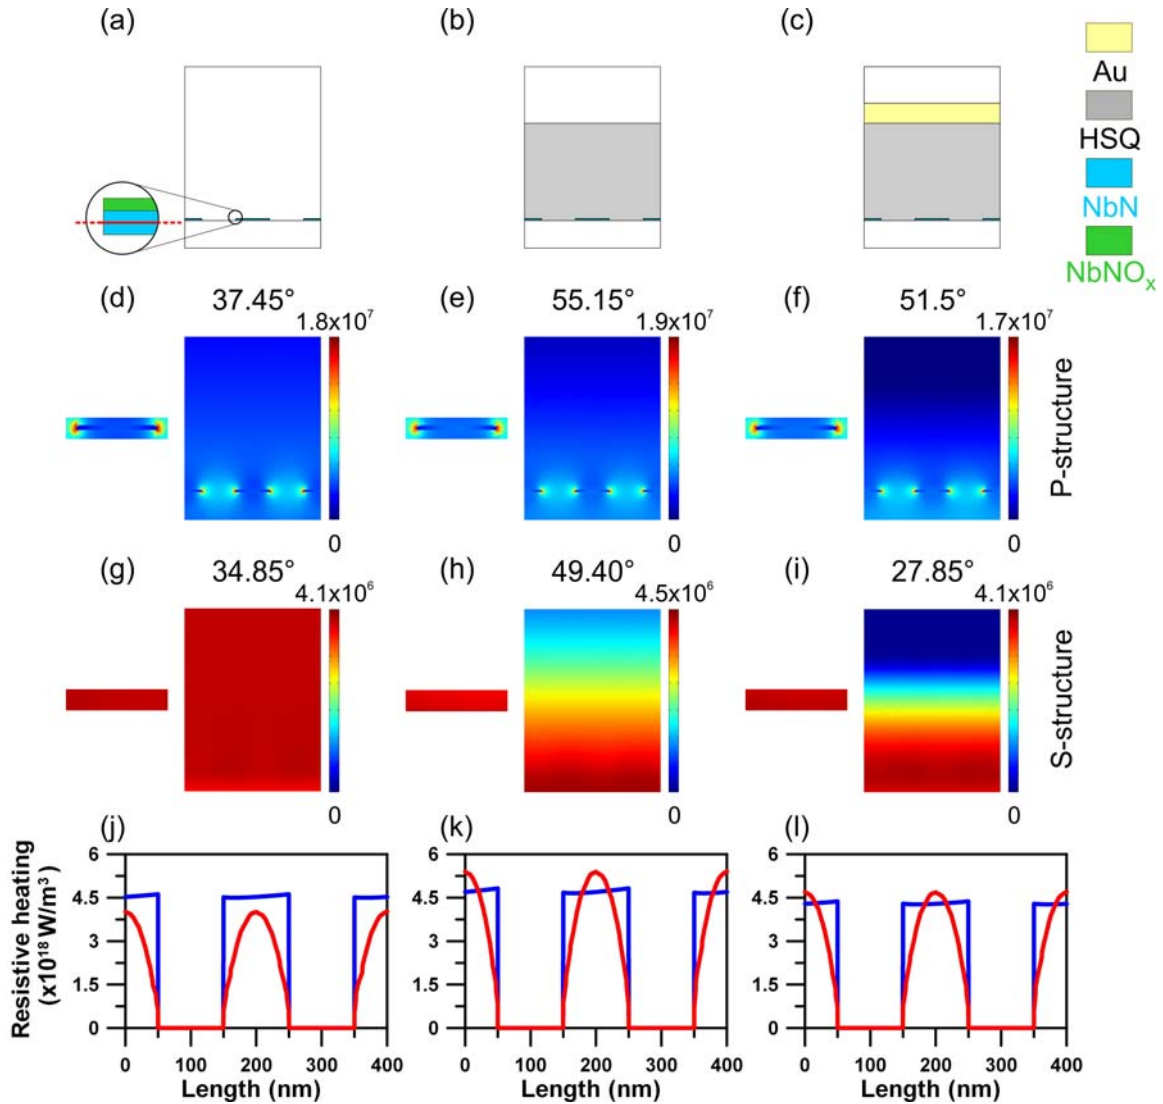 (a)
(b)
(c)
Au
HSQ
NbN
NbNOx
(d)
37.45°
1.8x10⁷
0
(e)
55.15°
1.9x10⁷
0
(f)
51.5°
1.7x10⁷
0
P-structure
(g)
34.85°
4.1x10⁶
0
(h)
49.40°
4.5x10⁶
0
(i)
27.85°
4.1x10⁶
0
S-structure
Resistive heating
(x10¹⁸ W/m³)
(j)
6
4.5
3
1.5
0
0 100 200 300 400
Length (nm)
(k)
6
4.5
3
1.5
0
0 100 200 300 400
Length (nm)
(l)
6
4.5
3
1.5
0
0 100 200 300 400
Length (nm)